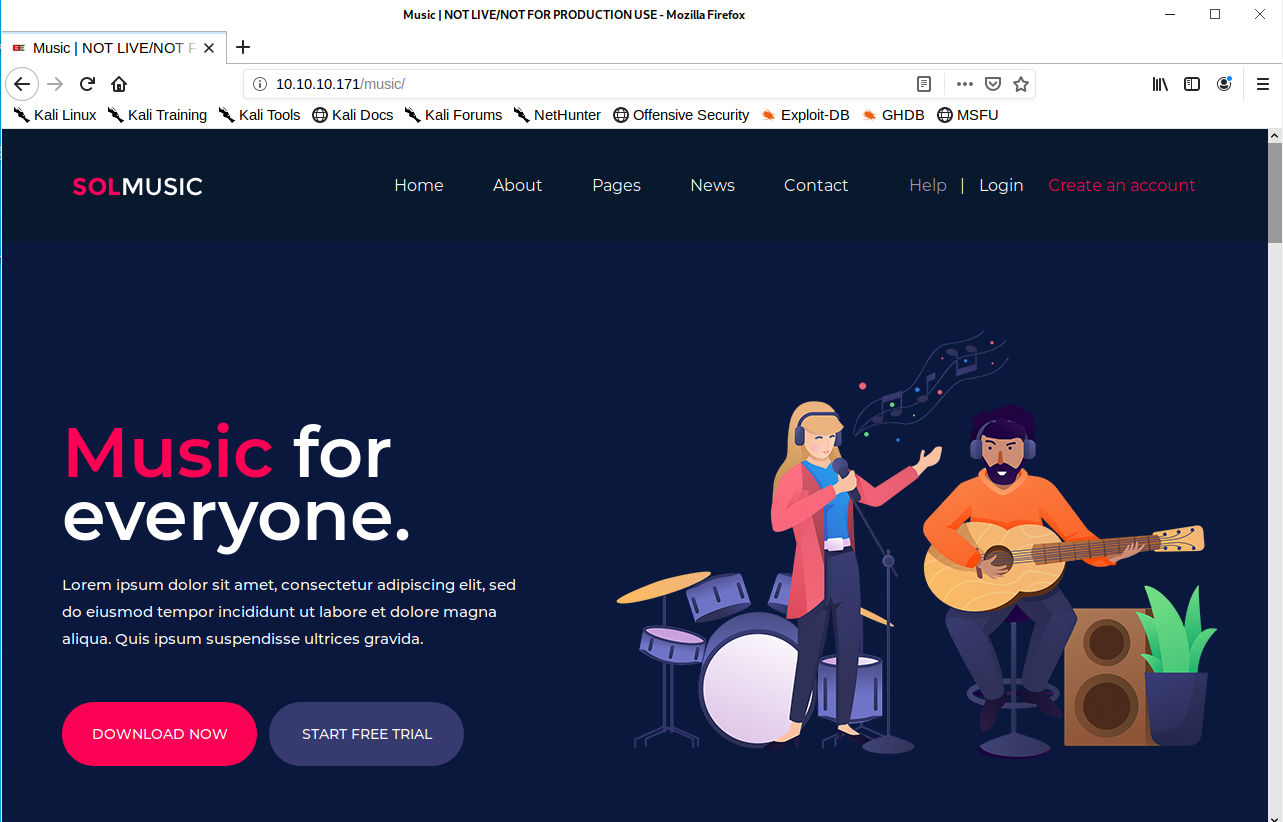 Music | NOT LIVE/NOT FOR PRODUCTION USE - Mozilla Firefox
Music | NOT LIVE/NOT F
10.10.10.171/music/
Kali Linux Kali Training Kali Tools Kali Docs Kali Forums NetHunter Offensive Security Exploit-DB GHDB MSFU
SOLMUSIC Home About Pages News Contact Help | Login Create an account
Music for
everyone.
Lorem ipsum dolor sit amet, consectetur adipiscing elit, sed
do eiusmod tempor incididunt ut labore et dolore magna
aliqua. Quis ipsum suspendisse ultrices gravida.
DOWNLOAD NOW START FREE TRIAL